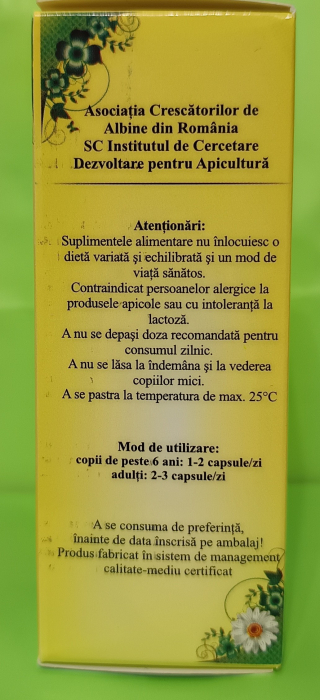 Asociația Crescătorilor de
Albine din România
SC Institutul de Cercetare
Dezvoltare pentru Apicultură
Atenționări:
Suplimentele alimentare nu înlocuiesc o
dietă variată și echilibrată și un mod de
viață sănătos.
Contraindicat persoanelor alergice la
produsele apicole sau cu intoleranță la
lactoză.
A nu se depași doza recomandată pentru
consumul zilnic.
A nu se lăsa la îndemâna și la vederea
copiilor mici.
A se pastra la temperatura de max. 25°C
Mod de utilizare:
copii de peste 6 ani: 1-2 capsule/zi
adulți: 2-3 capsule/zi
A se consuma de preferință,
înainte de data înscrisă pe ambalaj!
Produs fabricat în sistem de management
calitate-mediu certificat